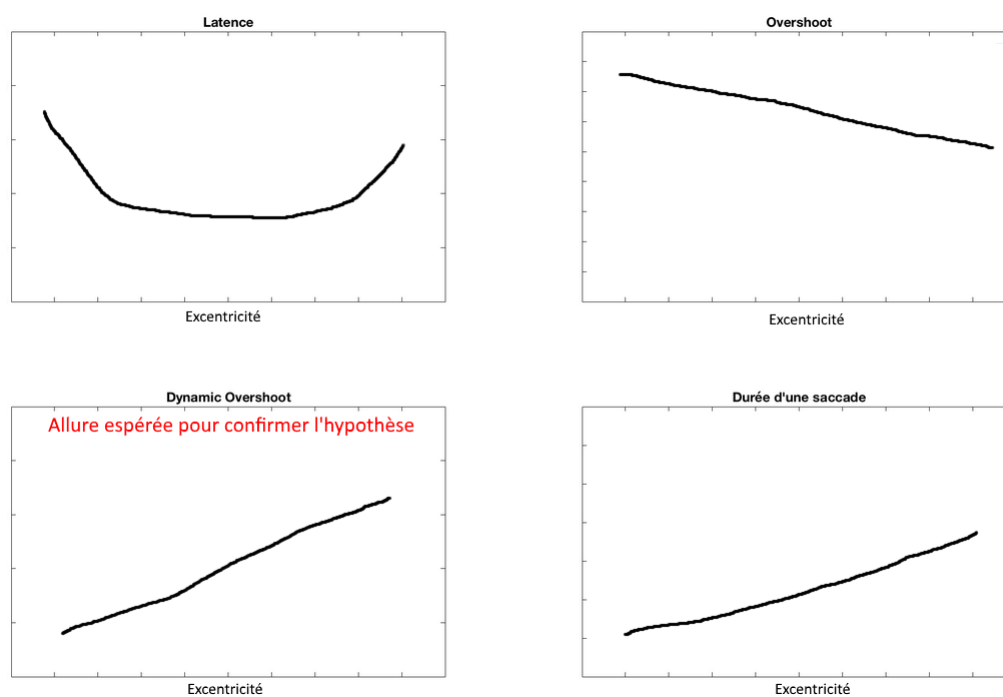 Latence
Overshoot
Excentricité
Excentricité
Dynamic Overshoot
Allure espérée pour confirmer l'hypothèse
Durée d'une saccade
Excentricité
Excentricité